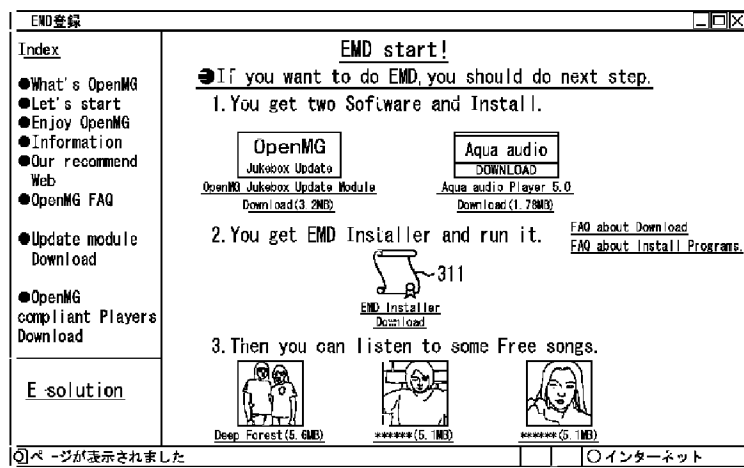 EMD登録
Index
●What's OpenMG
●Let's start
●Enjoy OpenMG
●Information
●Our recommend
Web
●OpenMG FAQ
●Update module
Download
●OpenMG
compliant Players
Download
E-solution
EMD start!
●If you want to do EMD, you should do next step.
1. You get two Software and Install.
OpenMG
Jukebox Update
OpenMG Jukebox Update Module
Download(3.2MB)
Aqua audio
DOWNLOAD
Aqua audio Player 5.0
Download(1.78MB)
2. You get EMD Installer and run it.
FAQ about Download
FAQ about Install Programs.
311
EMD Installer
Download
3. Then you can listen to some Free songs.
Deep Forest(5.6MB)
******(5.1MB)
******(5.1MB)
ページが表示されました
インターネット